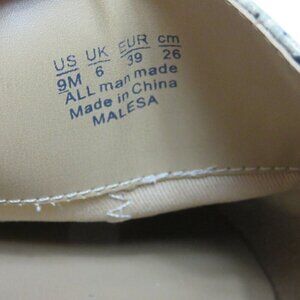 US UK EUR cm
9M 6 39 26
ALL man made
Made in China
MALESA